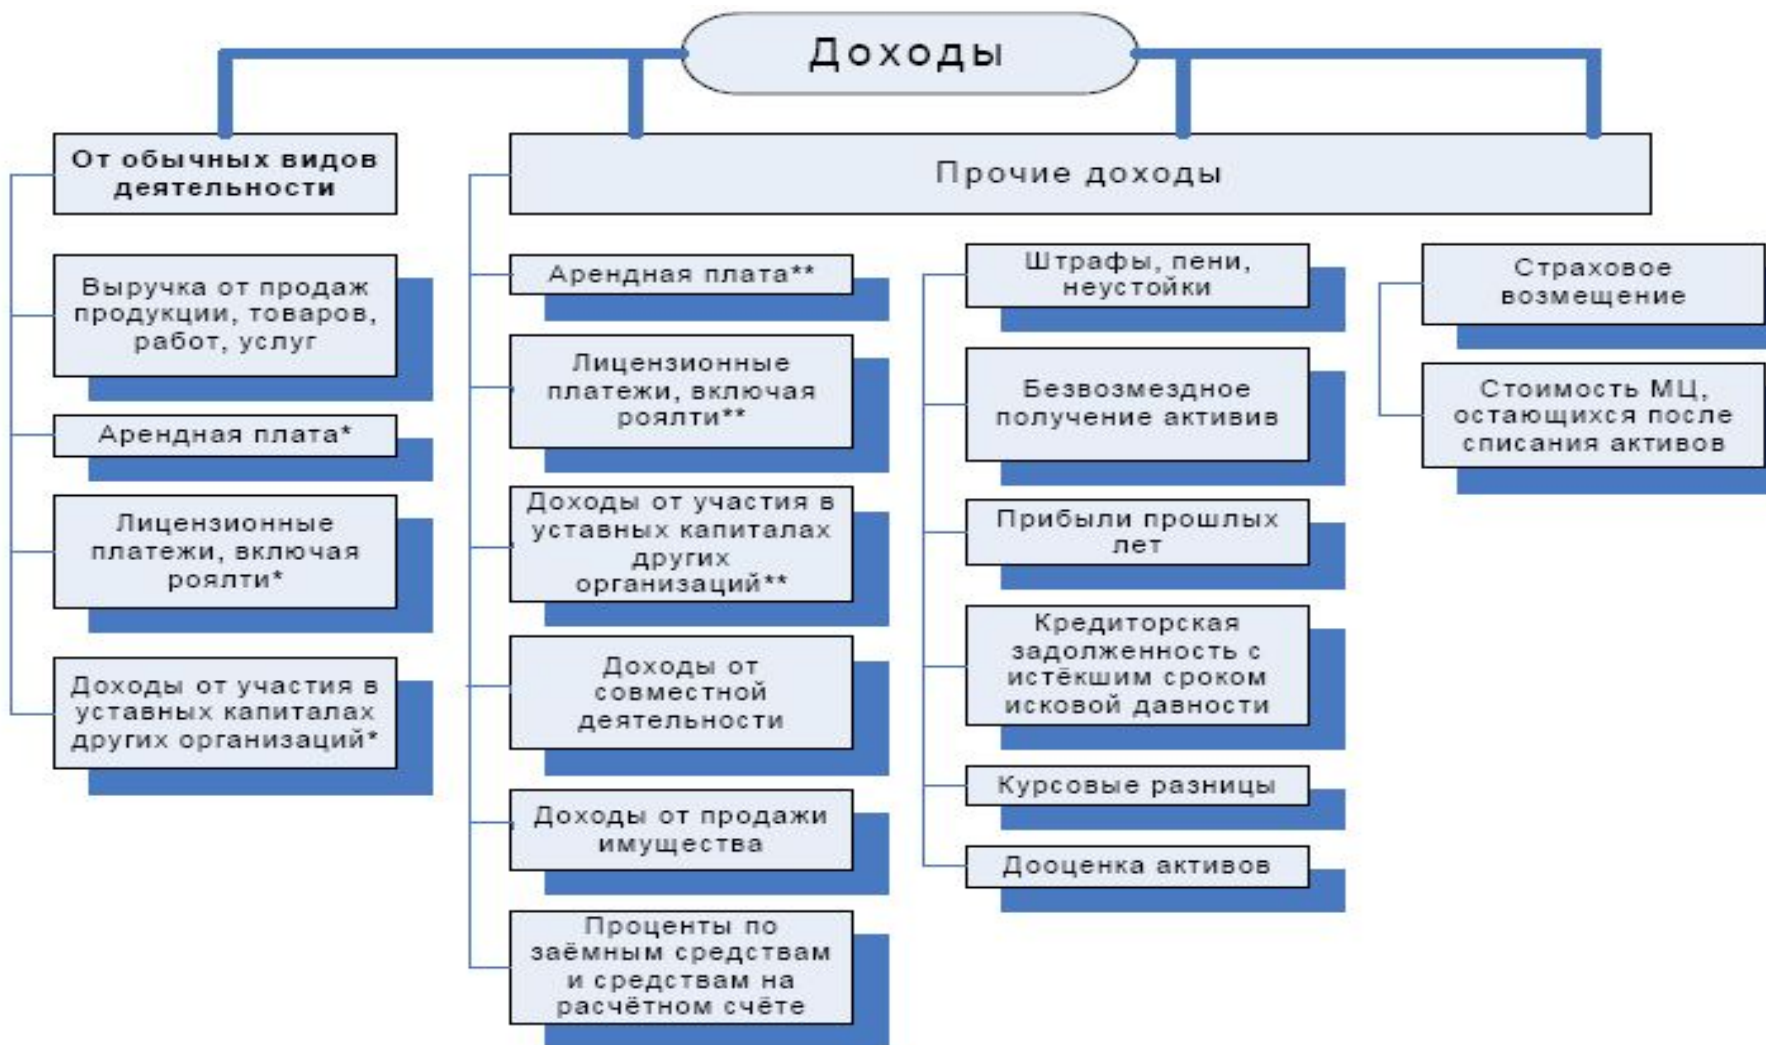 Доходы
От обычных видов
деятельности
Выручка от продаж
продукции, товаров,
работ, услуг
Арендная плата*
Лицензионные
платежи, включая
роялти*
Доходы от участия в
уставных капиталах
других организаций*
Прочие доходы
Арендная плата**
Лицензионные
платежи, включая
роялти**
Доходы от участия в
уставных капиталах
других
организаций**
Доходы от
совместной
деятельности
Доходы от продажи
имущества
Проценты по
заёмным средствам
и средствам на
расчётном счёте
Штрафы, пени,
неустойки
Безвозмездное
получение активив
Прибыли прошлых
лет
Кредиторская
задолженность с
истёкшим сроком
исковой давности
Курсовые разницы
Дооценка активов
Страховое
возмещение
Стоимость МЦ,
остающихся после
списания активов